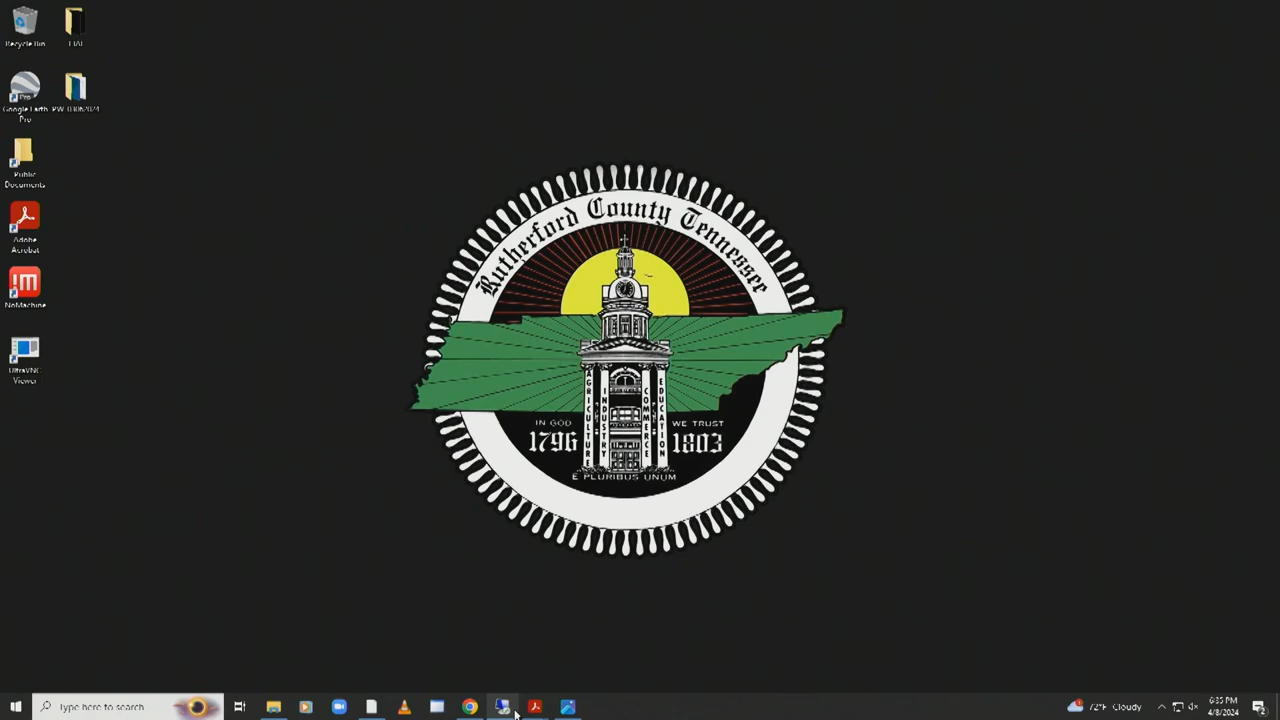 Recycle Bin
Google Earth
Pro
PW 03062024
Public
Documents
Adobe
Acrobat
NoMachine
UltraVNC
Viewer
Rutherford County Tennessee
AGRICULTURE
INDUSTRY
COMMERCE
EDUCATION
IN GOD
WE TRUST
1796
1803
E PLURIBUS UNUM
Type here to search
72°F Cloudy
6:35 PM
4/8/2024